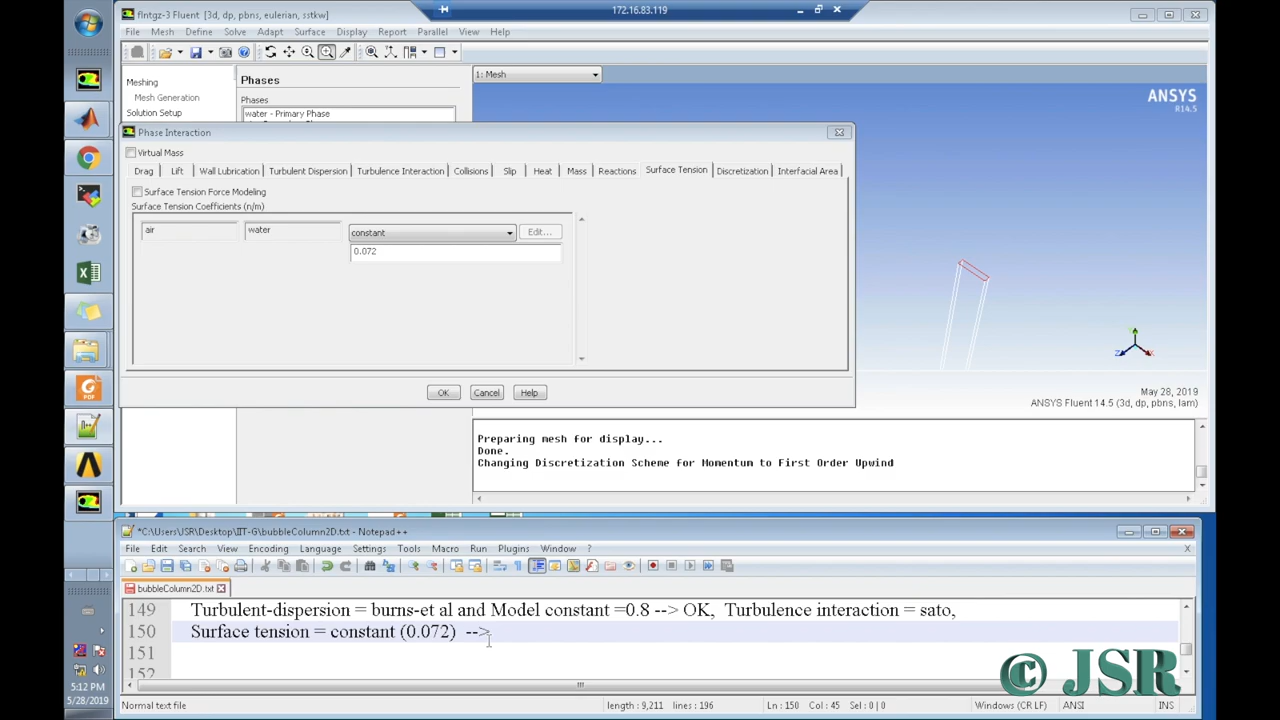 172.16.83.119
flntgz-3 Fluent [3d, dp, pbns, eulerian, sstkw]
File Mesh Define Solve Adapt Surface Display Report Parallel View Help
Meshing
Mesh Generation
Solution Setup
Phases
Phases
water - Primary Phase
1: Mesh
ANSYS
R14.5
Phase Interaction
Virtual Mass
Drag Lift Wall Lubrication Turbulent Dispersion Turbulence Interaction Collisions Slip Heat Mass Reactions Surface Tension Discretization Interfacial Area
Surface Tension Force Modeling
Surface Tension Coefficients (n/m)
air water constant Edit...
0.072
OK Cancel Help
May 28, 2019
ANSYS Fluent 14.5 (3d, dp, pbns, lam)
Preparing mesh for display...
Done.
Changing Discretization Scheme for Momentum to First Order Upwind
*C:\Users\JSR\Desktop\IIT-G\bubbleColumn2D.txt - Notepad++
File Edit Search View Encoding Language Settings Tools Macro Run Plugins Window ?
X
bubbleColumn2D.txt
149 Turbulent-dispersion = burns-et al and Model constant =0.8 --> OK, Turbulence interaction = sato,
150 Surface tension = constant (0.072) -->
151
152
© JSR
Normal text file length : 9,211 lines : 196 Ln : 150 Col : 45 Sel : 0 | 0 Windows (CR LF) ANSI INS
5:12 PM
5/28/2019